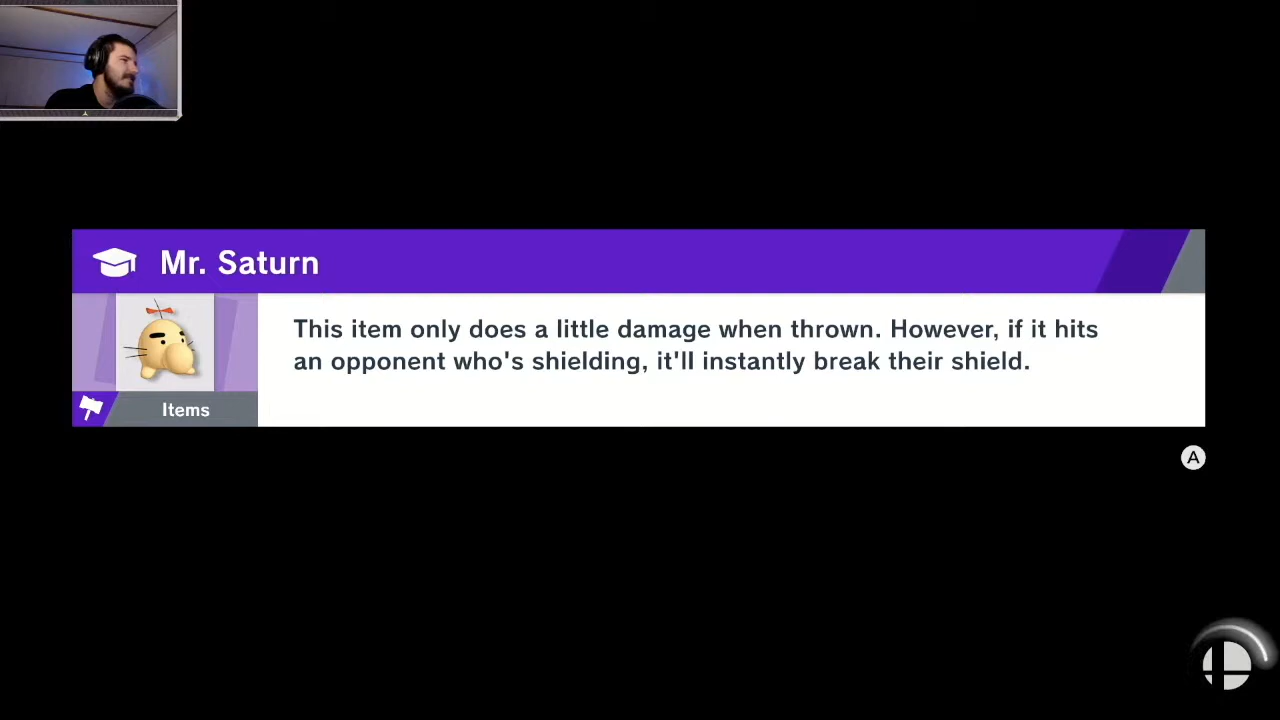 Mr. Saturn
This item only does a little damage when thrown. However, if it hits
an opponent who's shielding, it'll instantly break their shield.
Items
A